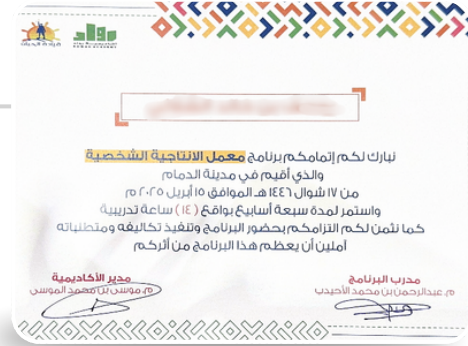 قيادة الحياة
رواد
نبارك لكم إتمامكم برنامج معمل الانتاجية الشخصية
والذي أقيم في مدينة الدمام
من ١٧ شوال ١٤٤٦ هـ الموافق ١٥ أبريل ٢٠٢٥ م
واستمر لمدة سبعة أسابيع بواقع (١٤) ساعة تدريبية
كما نثمن لكم التزامكم بحضور البرنامج وتنفيذ تكاليفه ومتطلباته
آملين أن يعظم هذا البرنامج من أثركم
مدرب البرنامج
م. عبدالرحمن بن محمد الأحيدب
مدير الأكاديمية
م. موسى بن محمد الموسى